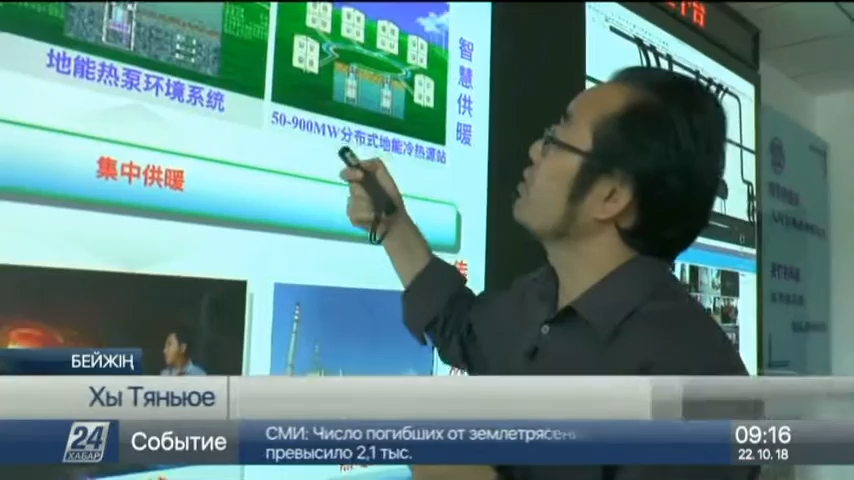 平台
智慧供暖
地能热泵环境系统
50-900MW分布式地能冷热源站
集中供暖
БЕЙЖІҢ
Хы Тяньюе
24
ХАБАР
Событие
СМИ: Число погибших от землетрясени
превысило 2,1 тыс.
09:16
22.10.18